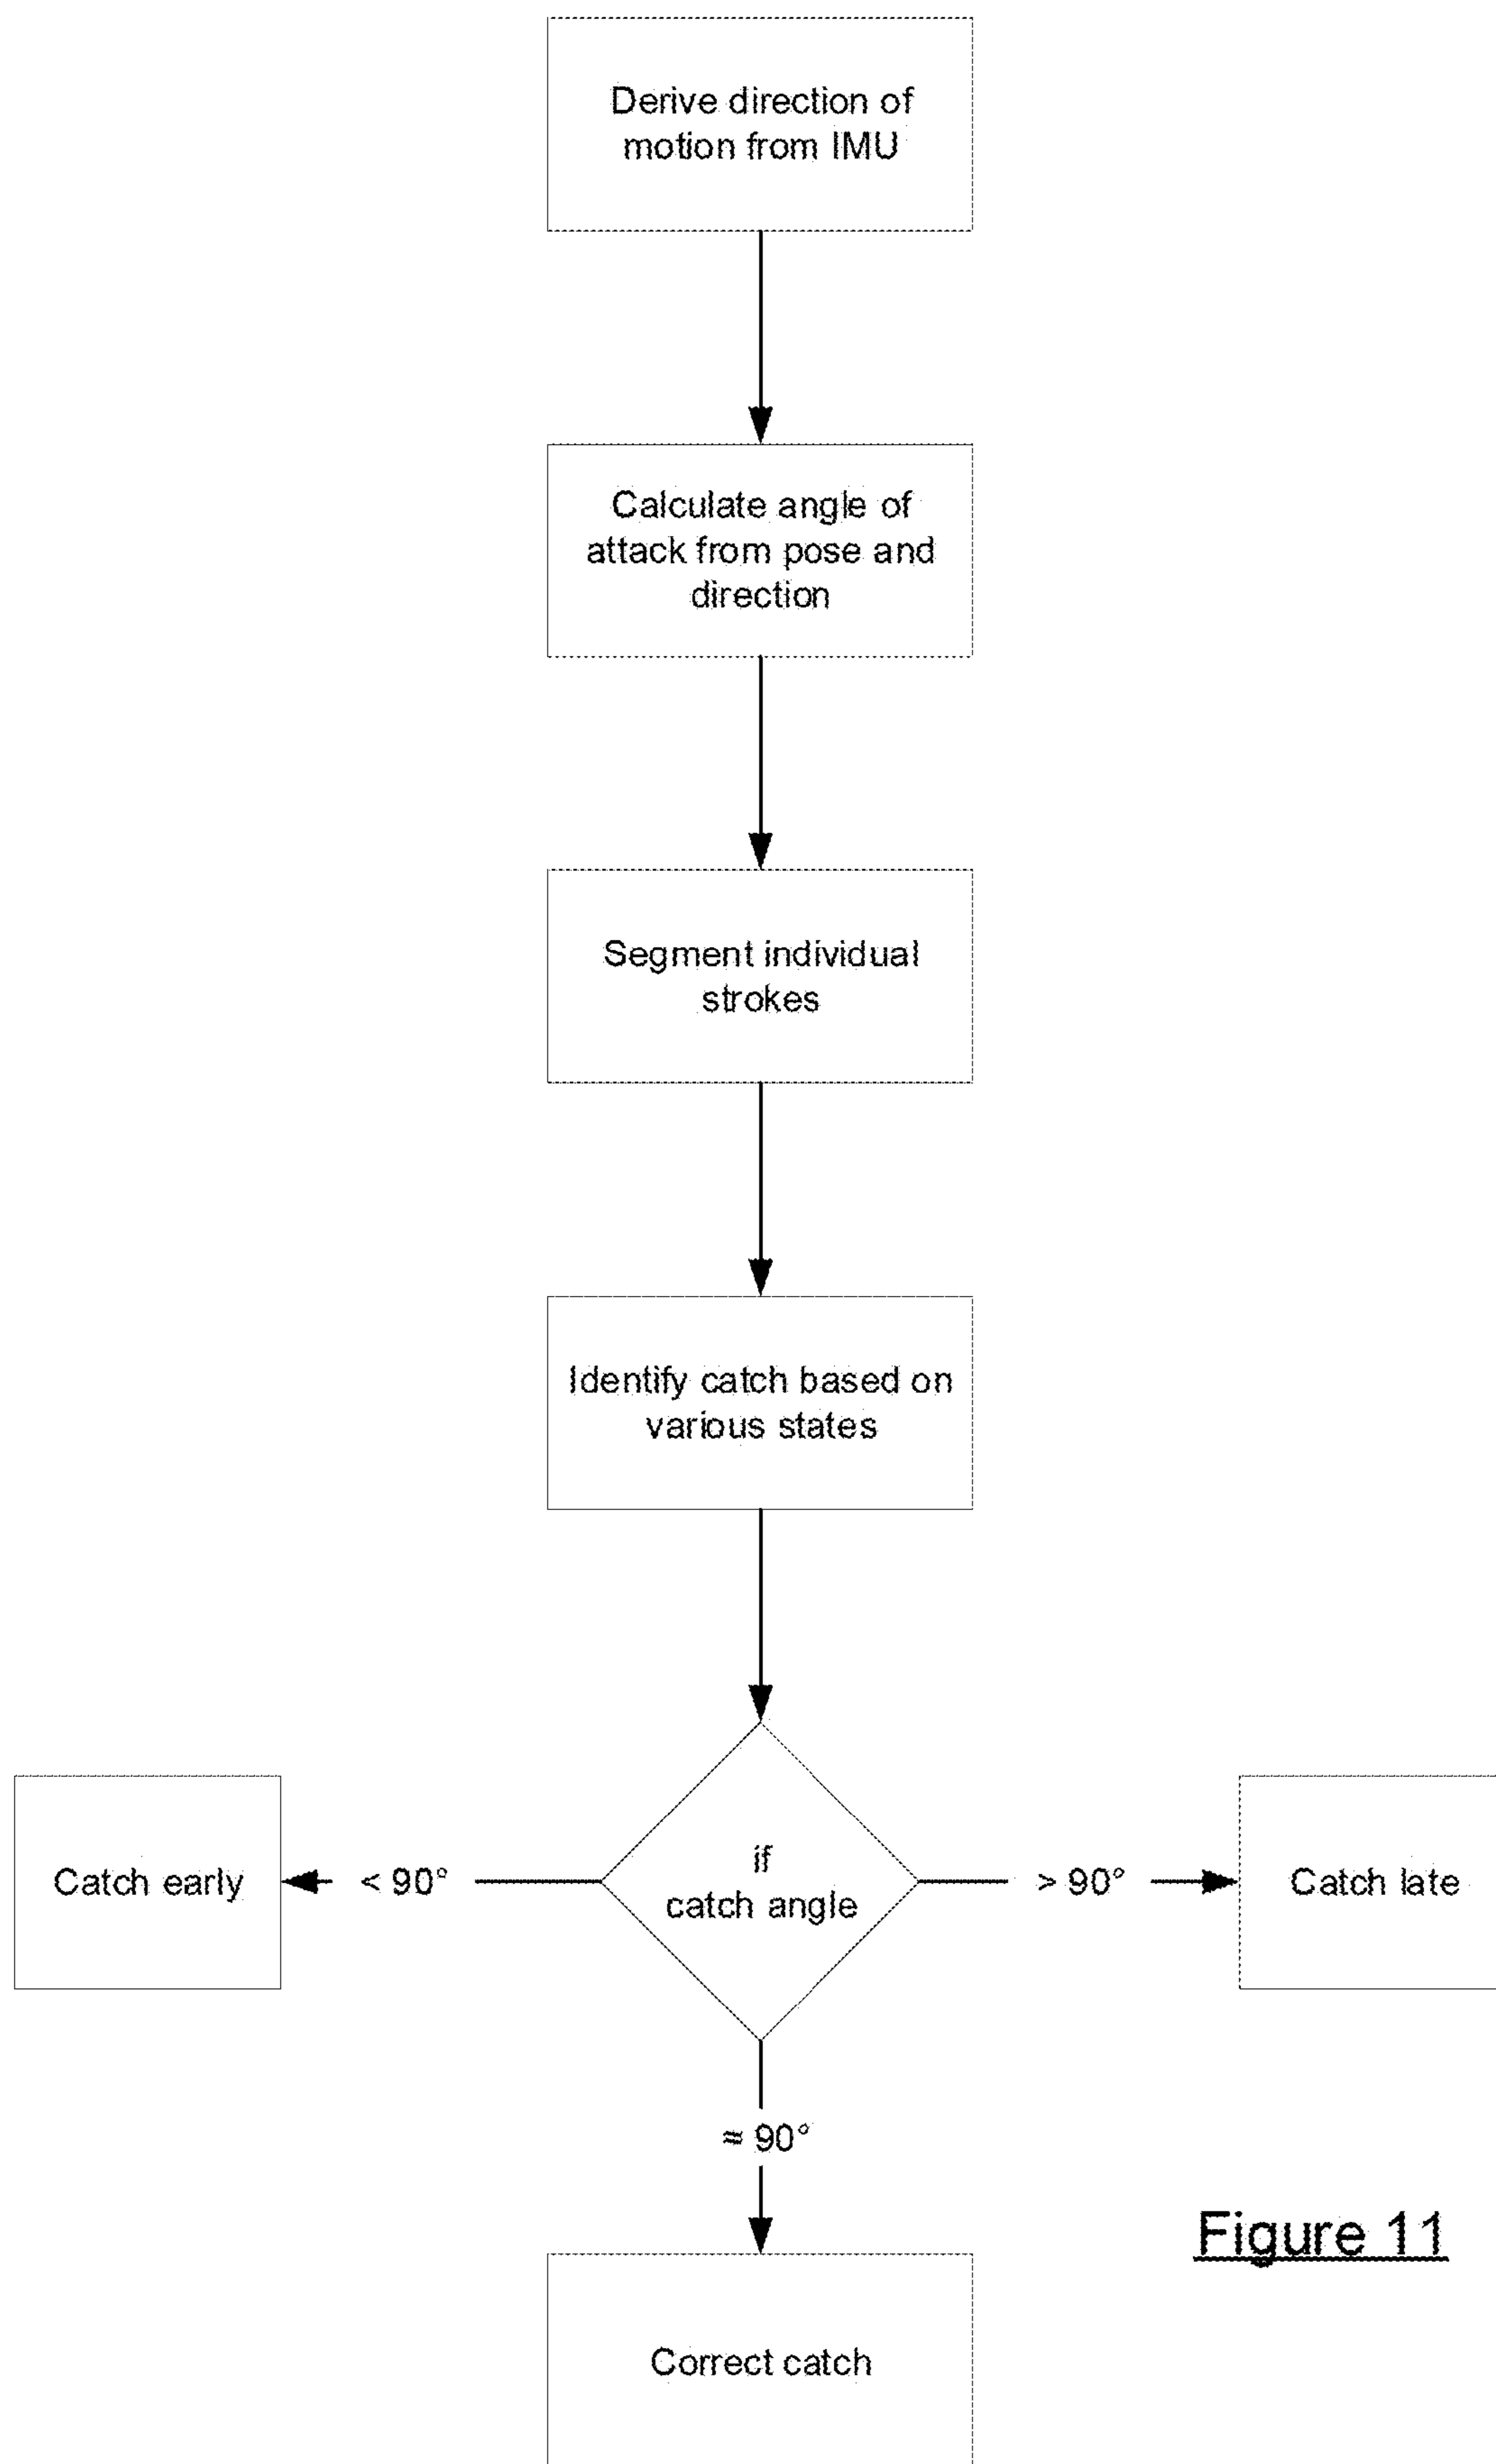 Derive direction of
motion from IMU
Calculate angle of
attack from pose and
direction
Segment individual
strokes
Identify catch based on
various states
if
catch angle
< 90°
Catch early
> 90°
Catch late
≈ 90°
Correct catch
Figure 11